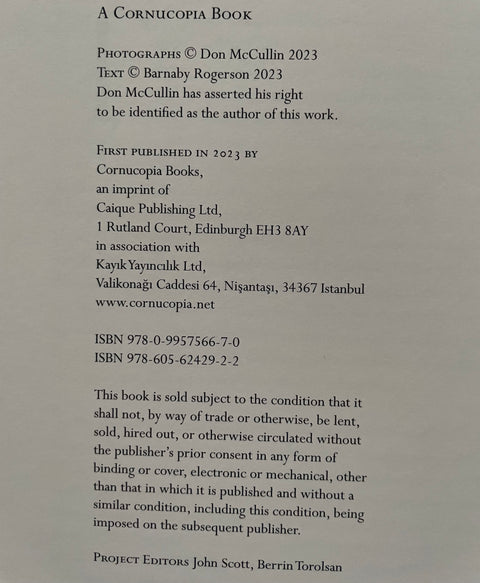 A Cornucopia Book
Photographs © Don McCullin 2023
Text © Barnaby Rogerson 2023
Don McCullin has asserted his right
to be identified as the author of this work.
First published in 2023 by
Cornucopia Books,
an imprint of
Caique Publishing Ltd,
1 Rutland Court, Edinburgh EH3 8AY
in association with
Kayık Yayıncılık Ltd,
Valikonağı Caddesi 64, Nişantaşı, 34367 Istanbul
www.cornucopia.net
ISBN 978-0-9957566-7-0
ISBN 978-605-62429-2-2
This book is sold subject to the condition that it
shall not, by way of trade or otherwise, be lent,
sold, hired out, or otherwise circulated without
the publisher's prior consent in any form of
binding or cover, electronic or mechanical, other
than that in which it is published and without a
similar condition, including this condition, being
imposed on the subsequent publisher.
Project Editors John Scott, Berrin Torolsan